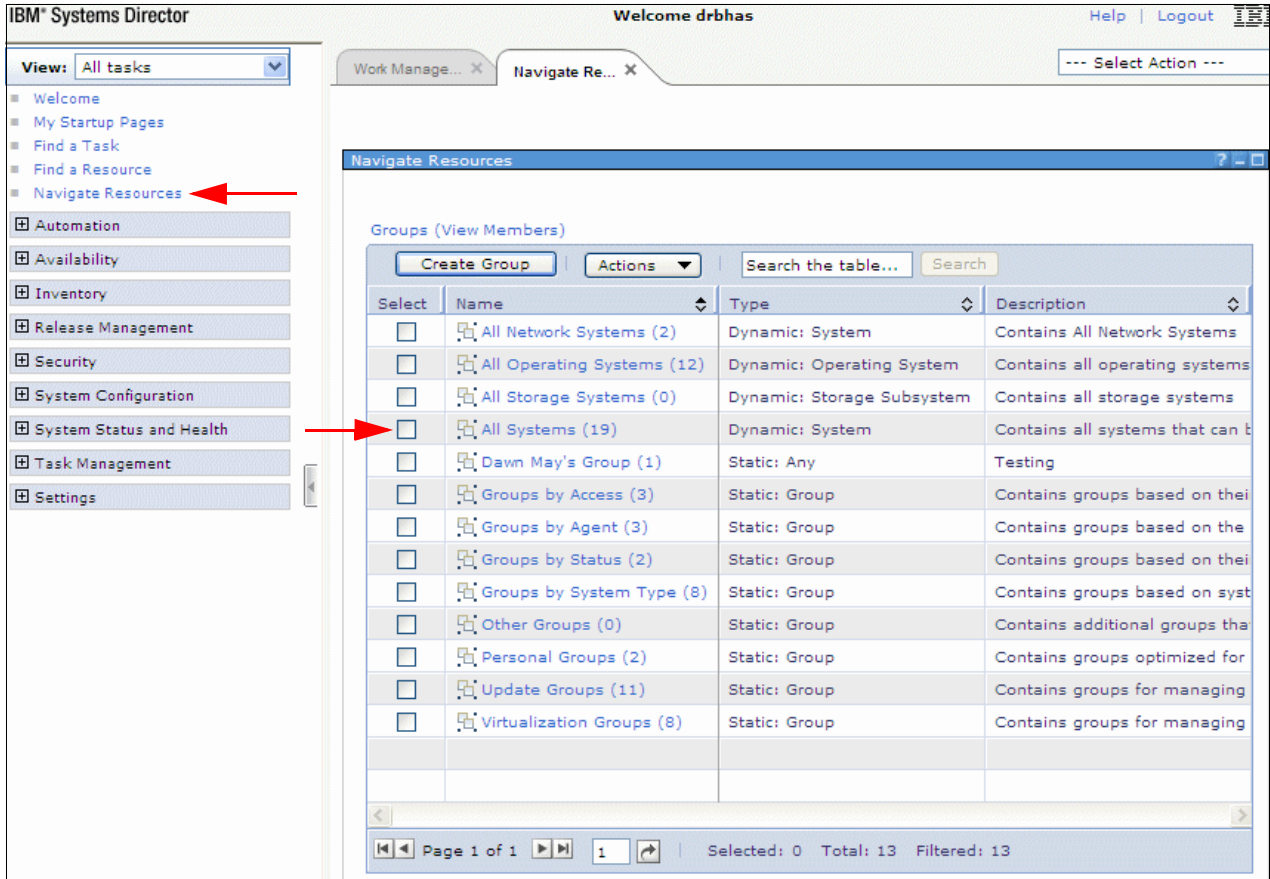 IBM® Systems Director Welcome drbhas Help | Logout IBM
View: All tasks
Work Manage... Navigate Re... --- Select Action ---
Welcome
My Startup Pages
Find a Task
Find a Resource
Navigate Resources
Automation
Availability
Inventory
Release Management
Security
System Configuration
System Status and Health
Task Management
Settings
Navigate Resources
Groups (View Members)
Create Group Actions Search the table... Search
Select Name Type Description
All Network Systems (2) Dynamic: System Contains All Network Systems
All Operating Systems (12) Dynamic: Operating System Contains all operating systems
All Storage Systems (0) Dynamic: Storage Subsystem Contains all storage systems
All Systems (19) Dynamic: System Contains all systems that can b
Dawn May's Group (1) Static: Any Testing
Groups by Access (3) Static: Group Contains groups based on thei
Groups by Agent (3) Static: Group Contains groups based on the
Groups by Status (2) Static: Group Contains groups based on thei
Groups by System Type (8) Static: Group Contains groups based on syst
Other Groups (0) Static: Group Contains additional groups tha
Personal Groups (2) Static: Group Contains groups optimized for
Update Groups (11) Static: Group Contains groups for managing
Virtualization Groups (8) Static: Group Contains groups for managing
Page 1 of 1 1 Selected: 0 Total: 13 Filtered: 13